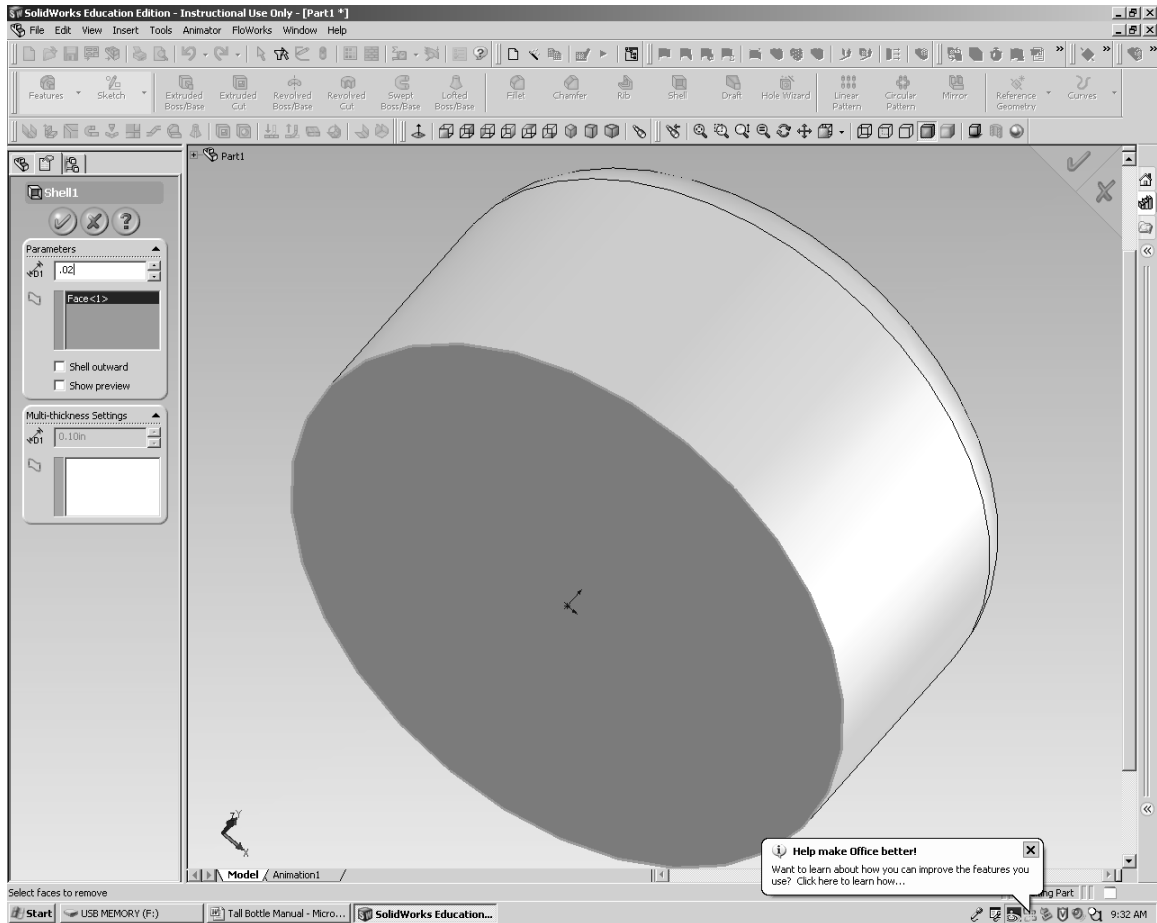 SolidWorks Education Edition - Instructional Use Only - [Part1 *]
File Edit View Insert Tools Animator FloWorks Window Help
Features Sketch Extruded Boss/Base Extruded Cut Revolved Boss/Base Revolved Cut Swept Boss/Base Lofted Boss/Base Fillet Chamfer Rib Shell Draft Hole Wizard Linear Pattern Circular Pattern Mirror Reference Geometry Curves
Part1
Shell1
Parameters
D1 .02
Face<1>
Shell outward
Show preview
Multi-thickness Settings
D1 0.10in
Z Y
X
Model Animation1
Help make Office better!
Want to learn about how you can improve the features you
use? Click here to learn how...
Select faces to remove
ng Part
Start USB MEMORY (F:) Tall Bottle Manual - Micro... SolidWorks Education... 9:32 AM